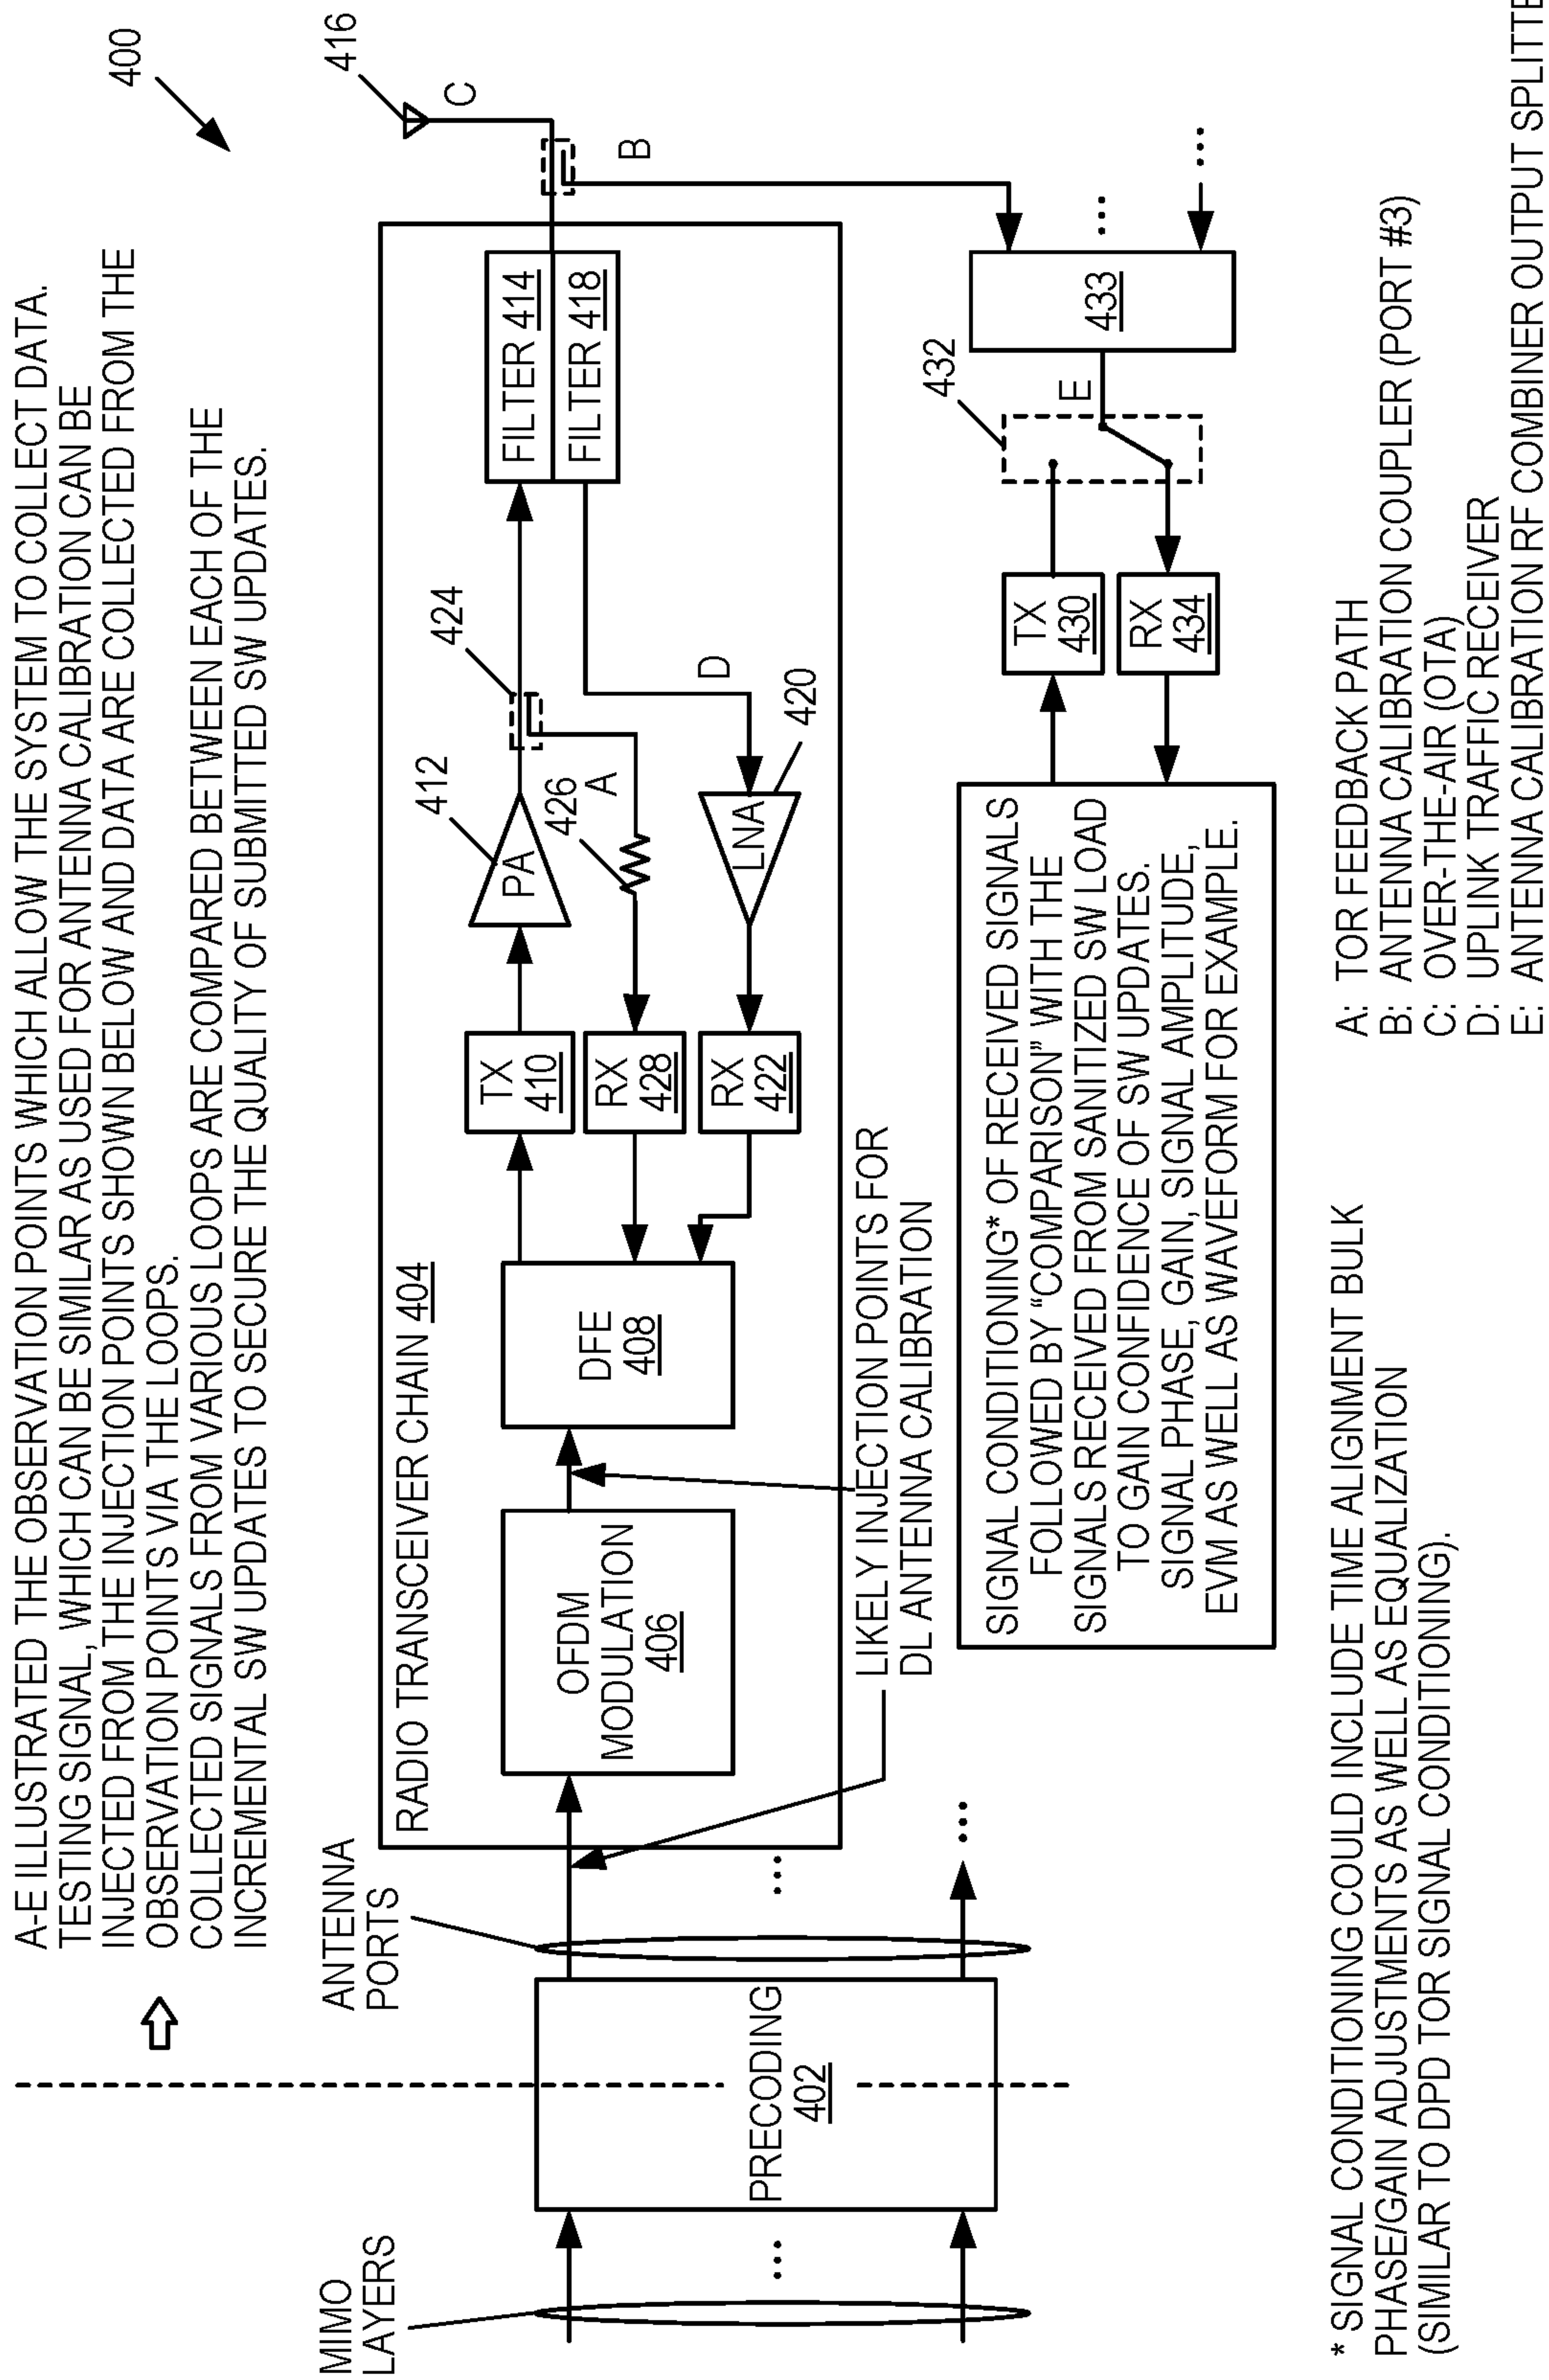 A-E ILLUSTRATED THE OBSERVATION POINTS WHICH ALLOW THE SYSTEM TO COLLECT DATA.
TESTING SIGNAL, WHICH CAN BE SIMILAR AS USED FOR ANTENNA CALIBRATION CAN BE
INJECTED FROM THE INJECTION POINTS SHOWN BELOW AND DATA ARE COLLECTED FROM THE
OBSERVATION POINTS VIA THE LOOPS.
COLLECTED SIGNALS FROM VARIOUS LOOPS ARE COMPARED BETWEEN EACH OF THE
INCREMENTAL SW UPDATES TO SECURE THE QUALITY OF SUBMITTED SW UPDATES.
400
MIMO
LAYERS
ANTENNA
PORTS
PRECODING
402
...
...
...
RADIO TRANSCEIVER CHAIN 404
OFDM
MODULATION
406
DFE
408
TX
410
RX
428
RX
422
412
PA
426
A
424
LNA
420
D
FILTER 414
FILTER 418
416
C
B
LIKELY INJECTION POINTS FOR
DL ANTENNA CALIBRATION
SIGNAL CONDITIONING* OF RECEIVED SIGNALS
FOLLOWED BY “COMPARISON” WITH THE
SIGNALS RECEIVED FROM SANITIZED SW LOAD
TO GAIN CONFIDENCE OF SW UPDATES.
SIGNAL PHASE, GAIN, SIGNAL AMPLITUDE,
EVM AS WELL AS WAVEFORM FOR EXAMPLE.
TX
430
RX
434
432
E
433
...
...
* SIGNAL CONDITIONING COULD INCLUDE TIME ALIGNMENT BULK
PHASE/GAIN ADJUSTMENTS AS WELL AS EQUALIZATION
(SIMILAR TO DPD TOR SIGNAL CONDITIONING).
A: TOR FEEDBACK PATH
B: ANTENNA CALIBRATION COUPLER (PORT #3)
C: OVER-THE-AIR (OTA)
D: UPLINK TRAFFIC RECEIVER
E: ANTENNA CALIBRATION RF COMBINER OUTPUT SPLITTE